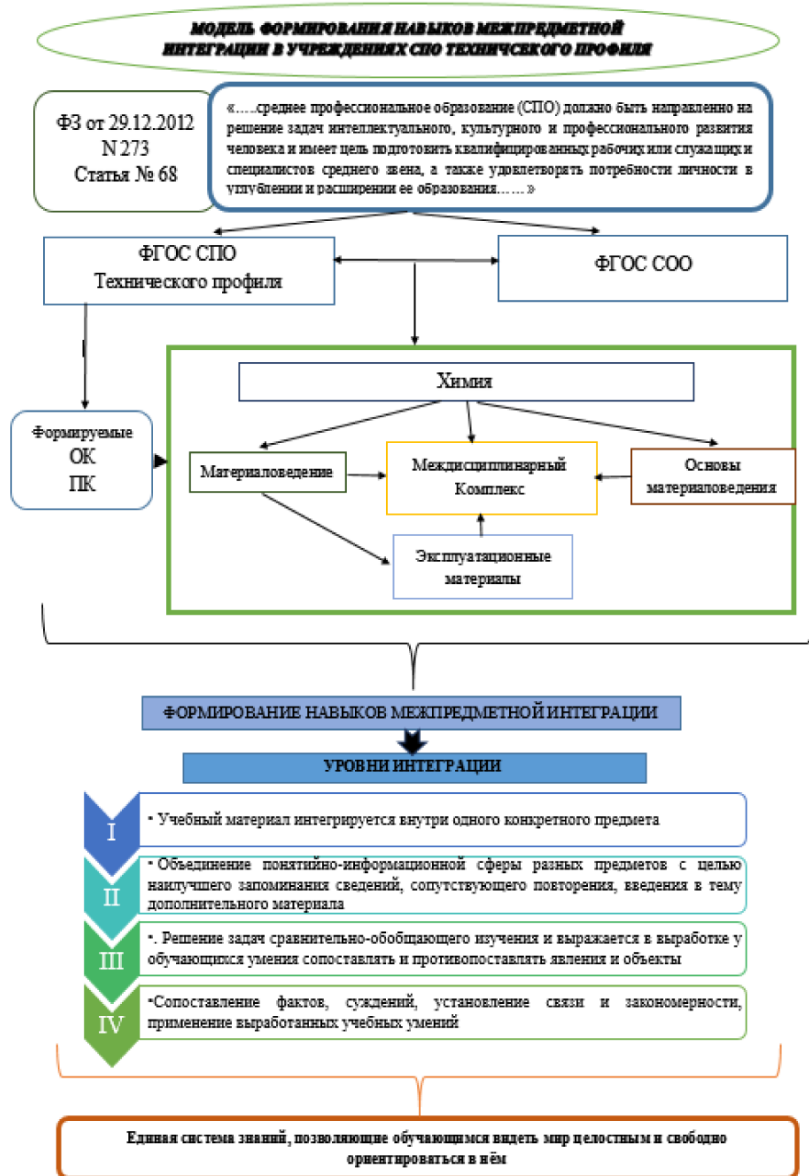 МОДЕЛЬ ФОРМИРОВАНИЯ НАВЫКОВ МЕЖПРЕДМЕТНОЙ
ИНТЕГРАЦИИ В УЧРЕЖДЕНИЯХ СПО ТЕХНИЧСЕКОГО ПРОФИЛЯ
ФЗ от 29.12.2012
N 273
Статья № 68
«…..среднее профессиональное образование (СПО) должно быть направленно на
решение задач интеллектуального, культурного и профессионального развития
человека и имеет цель подготовить квалифицированных рабочих или служащих и
специалистов среднего звена, а также удовлетворять потребности личности в
углублении и расширении ее образования…… »
ФГОС СПО
Технического профиля
ФГОС СОО
Химия
Формируемые
ОК
ПК
Материаловедение
Междисциплинарный
Комплекс
Основы
материаловедения
Эксплуатационные
материалы
ФОРМИРОВАНИЕ НАВЫКОВ МЕЖПРЕДМЕТНОЙ ИНТЕГРАЦИИ
УРОВНИ ИНТЕГРАЦИИ
I
• Учебный материал интегрируется внутри одного конкретного предмета
II
• Объединение понятийно-информационной сферы разных предметов с целью
наилучшего запоминания сведений, сопутствующего повторения, введения в тему
дополнительного материала
III
•. Решение задач сравнительно-обобщающего изучения и выражается в выработке у
обучающихся умения сопоставлять и противопоставлять явления и объекты
IV
•Сопоставление фактов, суждений, установление связи и закономерности,
применение выработанных учебных умений
Единая система знаний, позволяющие обучающимся видеть мир целостным и свободно
ориентироваться в нём